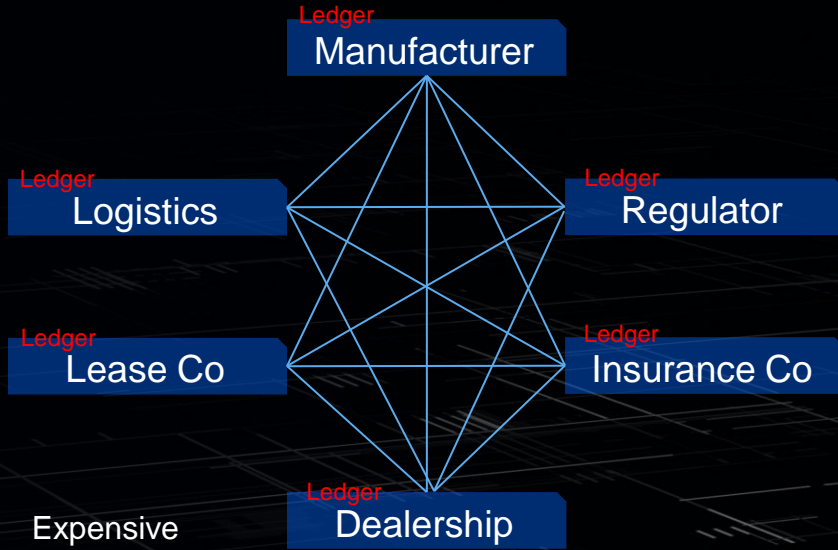 Ledger
Manufacturer
Ledger
Logistics
Ledger
Regulator
Ledger
Lease Co
Ledger
Insurance Co
Ledger
Dealership
Expensive